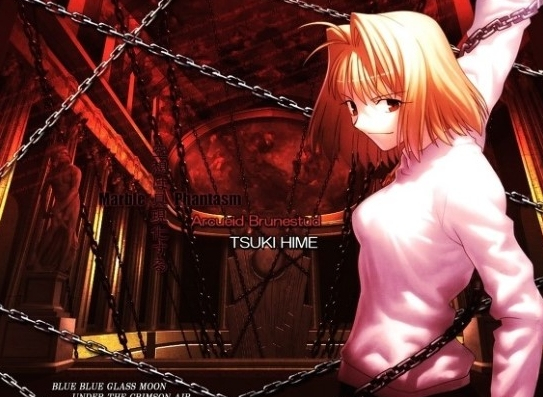 Marble Phantasm
Arcueid Brunestud
TSUKI HIME
BLUE BLUE GLASS MOON
UNDER THE CRIMSON AIR